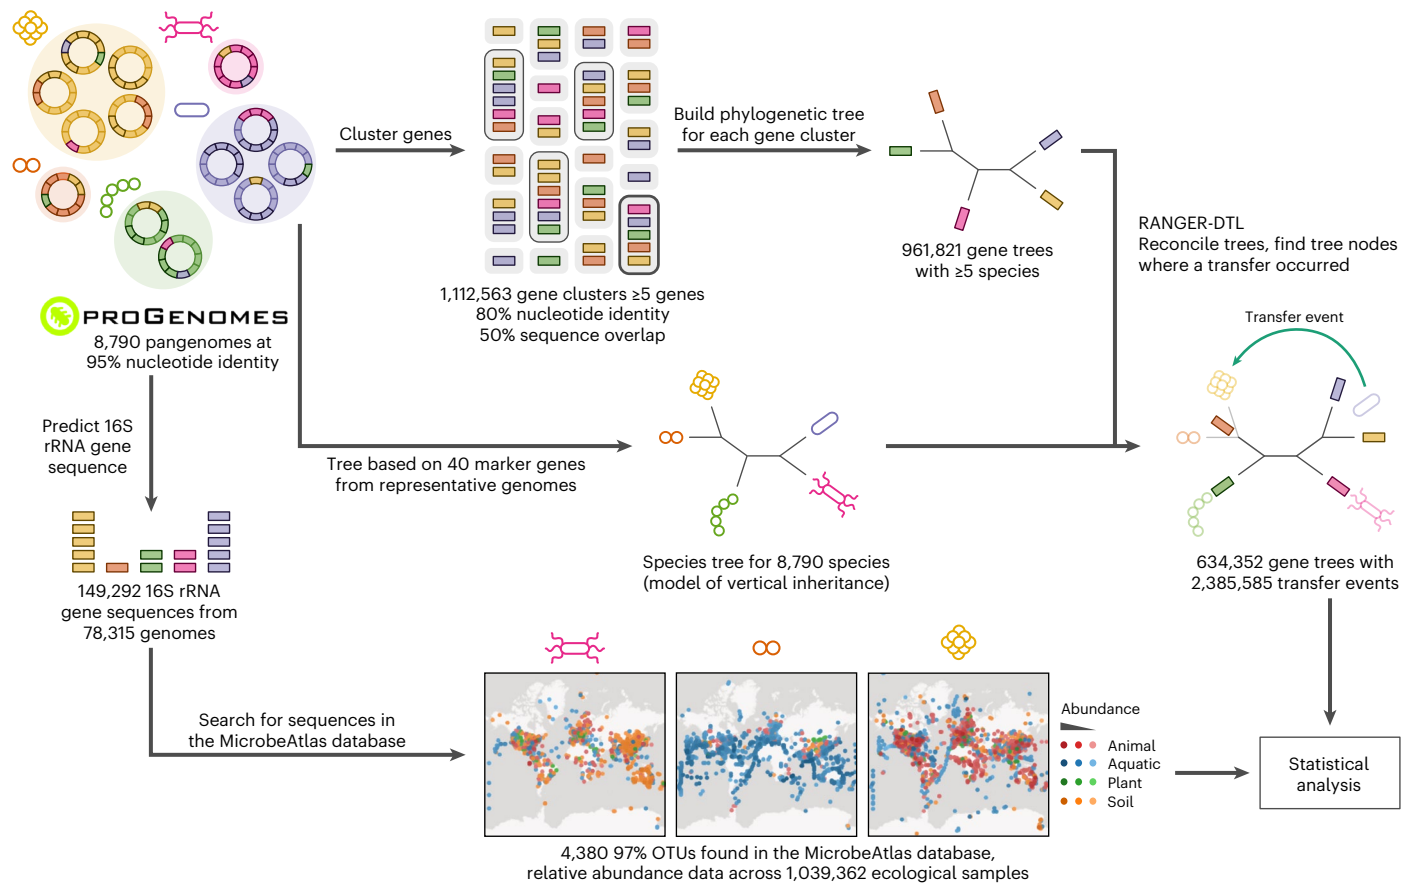 Cluster genes
Build phylogenetic tree
for each gene cluster
961,821 gene trees
with ≥5 species
RANGER-DTL
Reconcile trees, find tree nodes
where a transfer occurred
1,112,563 gene clusters ≥5 genes
80% nucleotide identity
50% sequence overlap
PROGENOMES
8,790 pangenomes at
95% nucleotide identity
Predict 16S
rRNA gene
sequence
Tree based on 40 marker genes
from representative genomes
Transfer event
Species tree for 8,790 species
(model of vertical inheritance)
634,352 gene trees with
2,385,585 transfer events
149,292 16S rRNA
gene sequences from
78,315 genomes
Search for sequences in
the MicrobeAtlas database
Abundance
Animal
Aquatic
Plant
Soil
Statistical
analysis
4,380 97% OTUs found in the MicrobeAtlas database,
relative abundance data across 1,039,362 ecological samples